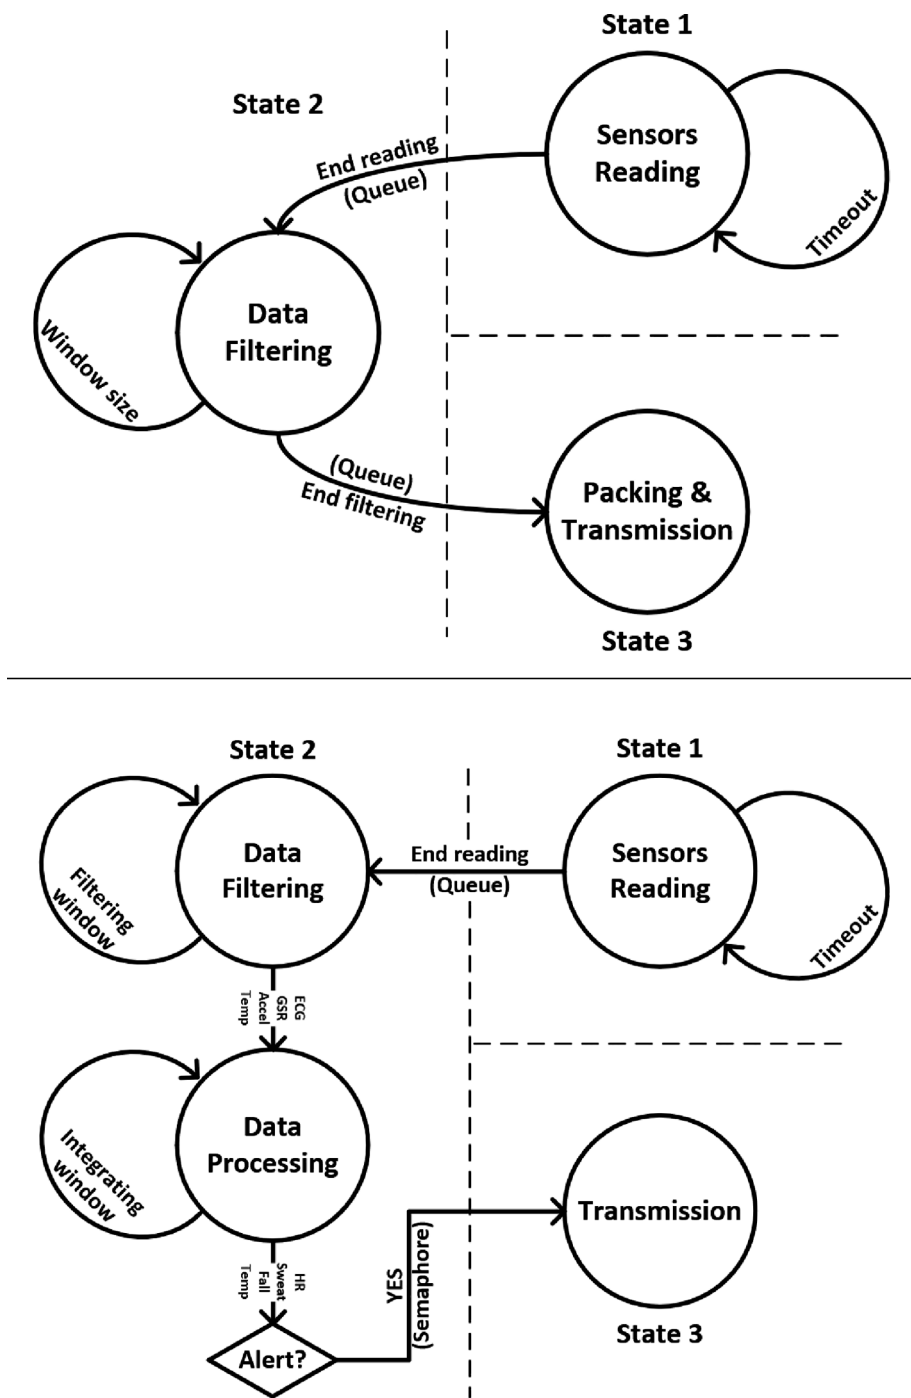 State 1
State 2
Sensors
Reading
Timeout
End reading
(Queue)
Data
Filtering
Window size
(Queue)
End filtering
Packing &
Transmission
State 3
State 2
State 1
Data
Filtering
Filtering
window
End reading
(Queue)
Sensors
Reading
Timeout
ECG
GSR
Accel
Temp
Data
Processing
Integrating
window
Transmission
State 3
HR
Sweat
Fall
Temp
YES
(Semaphore)
Alert?